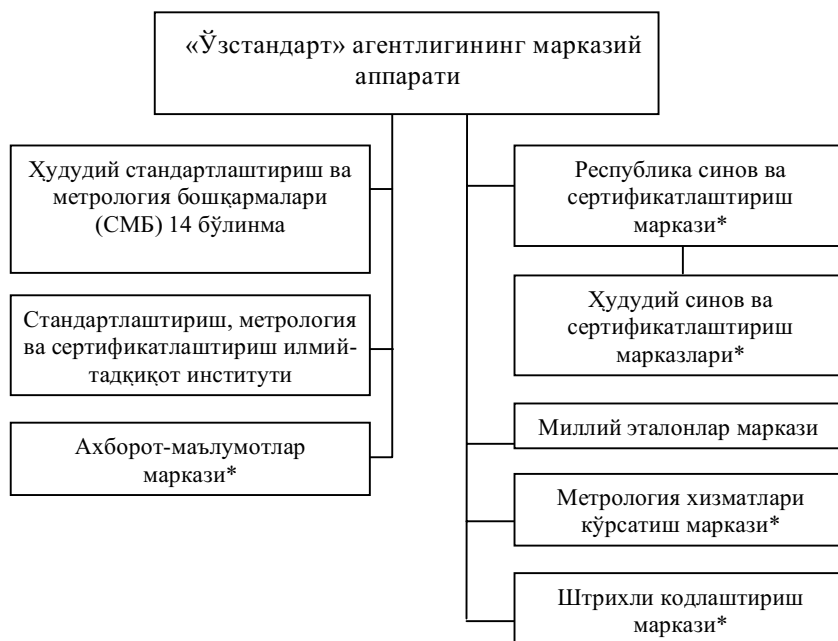 «Ўзстандарт» агентлигининг марказий
аппарати
Ҳудудий стандартлаштириш ва
метрология бошқармалари
(СМБ) 14 бўлинма
Стандартлаштириш, метрология
ва сертификатлаштириш илмий-
тадқиқот институти
Ахборот-маълумотлар
маркази*
Республика синов ва
сертификатлаштириш
маркази*
Ҳудудий синов ва
сертификатлаштириш
марказлари*
Миллий эталонлар маркази
Метрология хизматлари
кўрсатиш маркази*
Штрихли кодлаштириш
маркази*